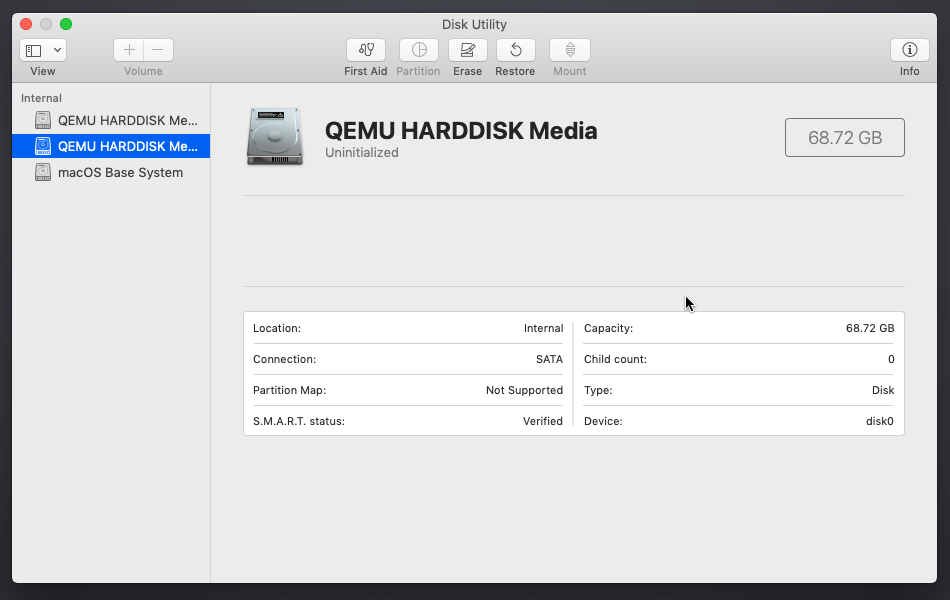 Disk Utility
View
Volume
First Aid
Partition
Erase
Restore
Mount
Info
Internal
QEMU HARDDISK Me...
QEMU HARDDISK Me...
macOS Base System
QEMU HARDDISK Media
Uninitialized
68.72 GB
Location: Internal
Connection: SATA
Partition Map: Not Supported
S.M.A.R.T. status: Verified
Capacity: 68.72 GB
Child count: 0
Type: Disk
Device: disk0